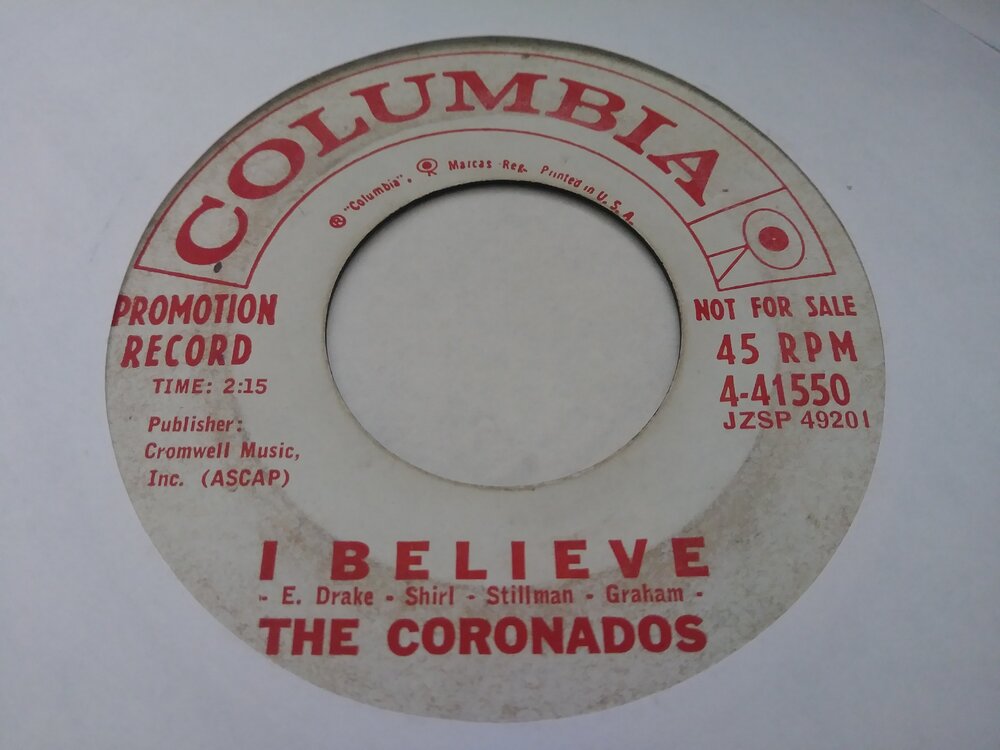 COLUMBIA
® "Columbia", Marcas Reg. Printed in U. S. A.
PROMOTION
RECORD
TIME: 2:15
Publisher:
Cromwell Music,
Inc. (ASCAP)
NOT FOR SALE
45 RPM
4-41550
JZSP 49201
I BELIEVE
- E. Drake - Shirl - Stillman - Graham -
THE CORONADOS